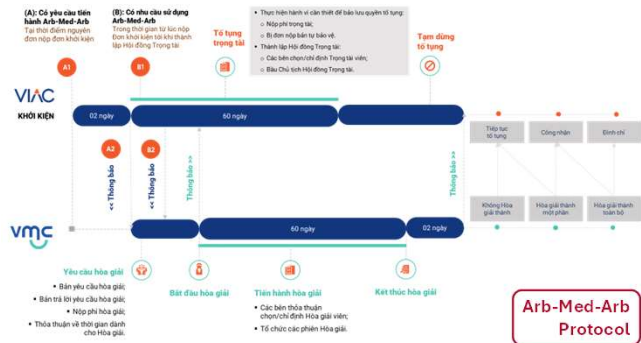 (A): Có yêu cầu tiến
hành Arb-Med-Arb
Tại thời điểm nguyên
đơn nộp đơn khởi kiện
(B): Có nhu cầu sử dụng
Arb-Med-Arb
Trong thời gian từ lúc nộp
Đơn khởi kiện tới khi thành
lập Hội đồng Trọng tài
Tố tụng
trọng tài
• Thực hiện hành vi cần thiết để bảo lưu quyền tố tụng:
○ Nộp phí trọng tài;
○ Bị đơn nộp bản tự bảo vệ.
• Thành lập Hội đồng Trọng tài:
○ Các bên chọn/chỉ định Trọng tài viên;
○ Bầu Chủ tịch Hội đồng Trọng tài.
Tạm dừng
tố tụng
A1
B1
VIAC
KHỞI KIỆN
02 ngày
60 ngày
A2
B2
<< Thông báo
<< Thông báo
Thông báo >>
Thông báo >>
Tiếp tục
tố tụng
Công nhận
Đình chỉ
Không Hòa
giải thành
Hòa giải thành
một phần
Hòa giải thành
toàn bộ
vmc
60 ngày
02 ngày
Yêu cầu hòa giải
• Bản yêu cầu hòa giải;
• Bản trả lời yêu cầu hòa giải;
• Nộp phí hòa giải;
• Thỏa thuận về thời gian dành
cho Hòa giải.
Bắt đầu hòa giải
Tiến hành hòa giải
• Các bên thỏa thuận
chọn/chỉ định Hòa giải viên;
• Tổ chức các phiên Hòa giải.
Kết thúc hòa giải
Arb-Med-Arb
Protocol